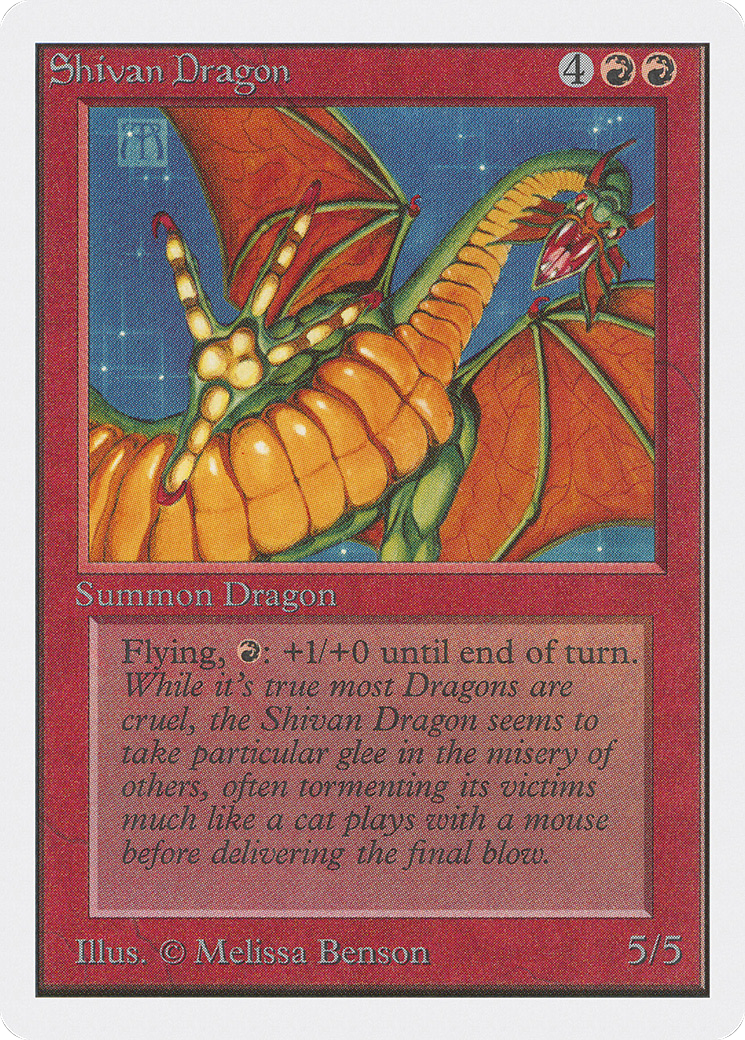 Shivan Dragon 4
Summon Dragon
Flying, : +1/+0 until end of turn.
While it's true most Dragons are
cruel, the Shivan Dragon seems to
take particular glee in the misery of
others, often tormenting its victims
much like a cat plays with a mouse
before delivering the final blow.
Illus. © Melissa Benson 5/5